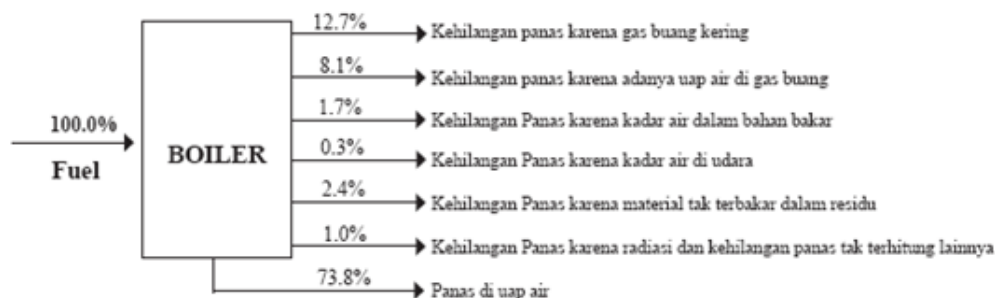 12.7%
Kehilangan panas karena gas buang kering
8.1%
Kehilangan panas karena adanya uap air di gas buang
1.7%
Kehilangan Panas karena kadar air dalam bahan bakar
100.0%
Fuel
BOILER
0.3%
Kehilangan Panas karena kadar air di udara
2.4%
Kehilangan Panas karena material tak terbakar dalam residu
1.0%
Kehilangan Panas karena radiasi dan kehilangan panas tak terhitung lainnya
73.8%
Panas di uap air